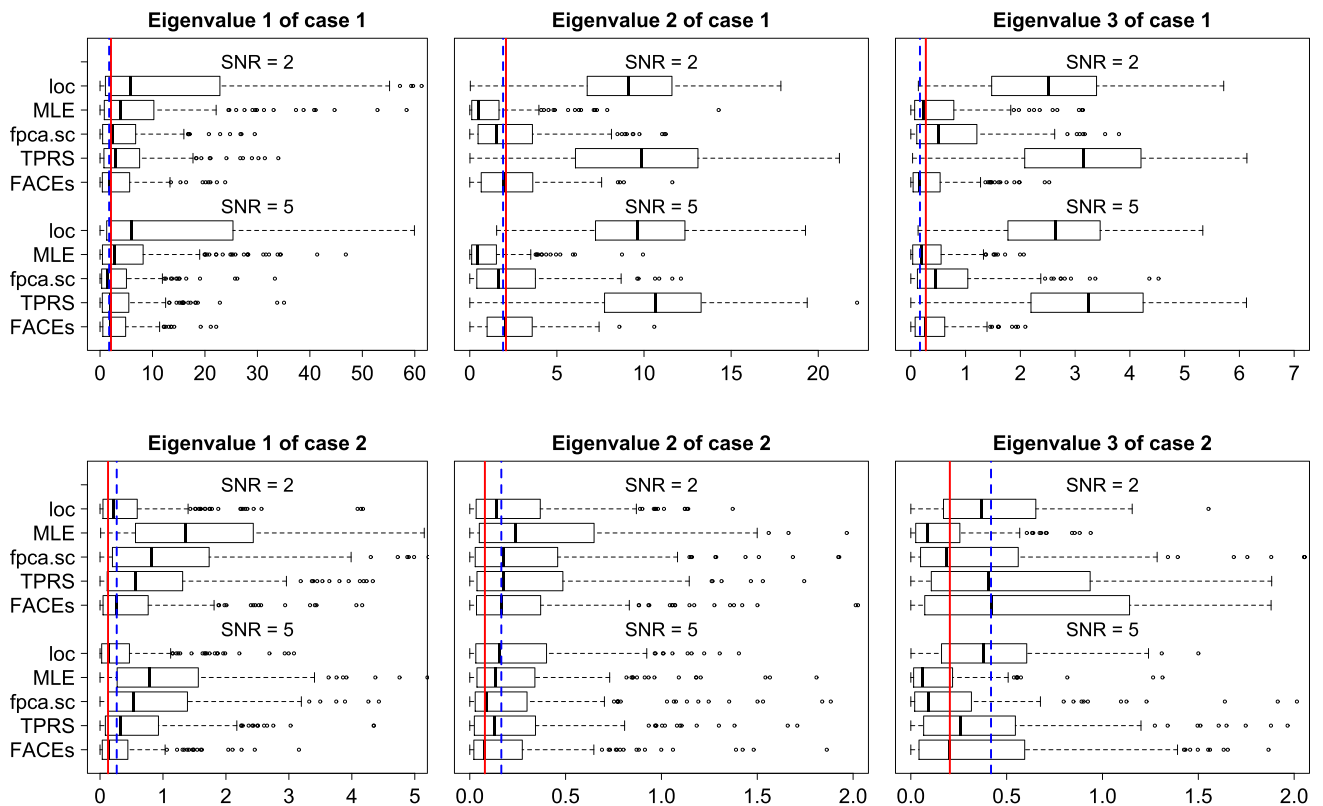 Eigenvalue 1 of case 1 Eigenvalue 2 of case 1 Eigenvalue 3 of case 1
SNR = 2 SNR = 2 SNR = 2
loc
MLE
fpca.sc
TPRS
FACEs
SNR = 5 SNR = 5 SNR = 5
loc
MLE
fpca.sc
TPRS
FACEs
0 10 20 30 40 50 60 0 5 10 15 20 0 1 2 3 4 5 6 7
Eigenvalue 1 of case 2 Eigenvalue 2 of case 2 Eigenvalue 3 of case 2
SNR = 2 SNR = 2 SNR = 2
loc
MLE
fpca.sc
TPRS
FACEs
SNR = 5 SNR = 5 SNR = 5
loc
MLE
fpca.sc
TPRS
FACEs
0 1 2 3 4 5 0.0 0.5 1.0 1.5 2.0 0.0 0.5 1.0 1.5 2.0